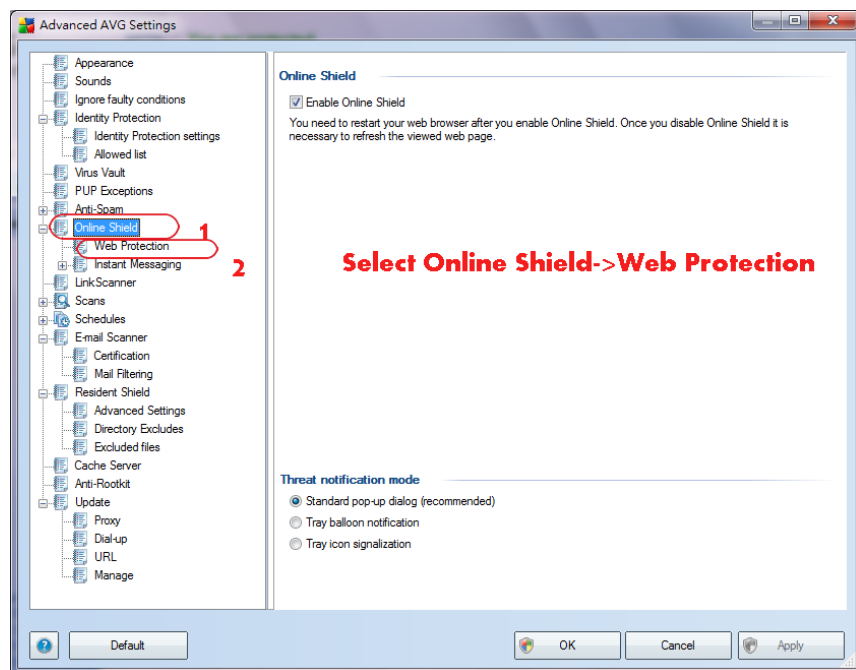 Advanced AVG Settings
Appearance
Sounds
Ignore faulty conditions
Identity Protection
Identity Protection settings
Allowed list
Virus Vault
PUP Exceptions
Anti-Spam
Online Shield
1
Web Protection
2
Instant Messaging
LinkScanner
Scans
Schedules
E-mail Scanner
Certification
Mail Filtering
Resident Shield
Advanced Settings
Directory Excludes
Excluded files
Cache Server
Anti-Rootkit
Update
Proxy
Dial-up
URL
Manage
Online Shield
Enable Online Shield
You need to restart your web browser after you enable Online Shield. Once you disable Online Shield it is
necessary to refresh the viewed web page.
Select Online Shield->Web Protection
Threat notification mode
Standard pop-up dialog (recommended)
Tray balloon notification
Tray icon signalization
Default
OK
Cancel
Apply